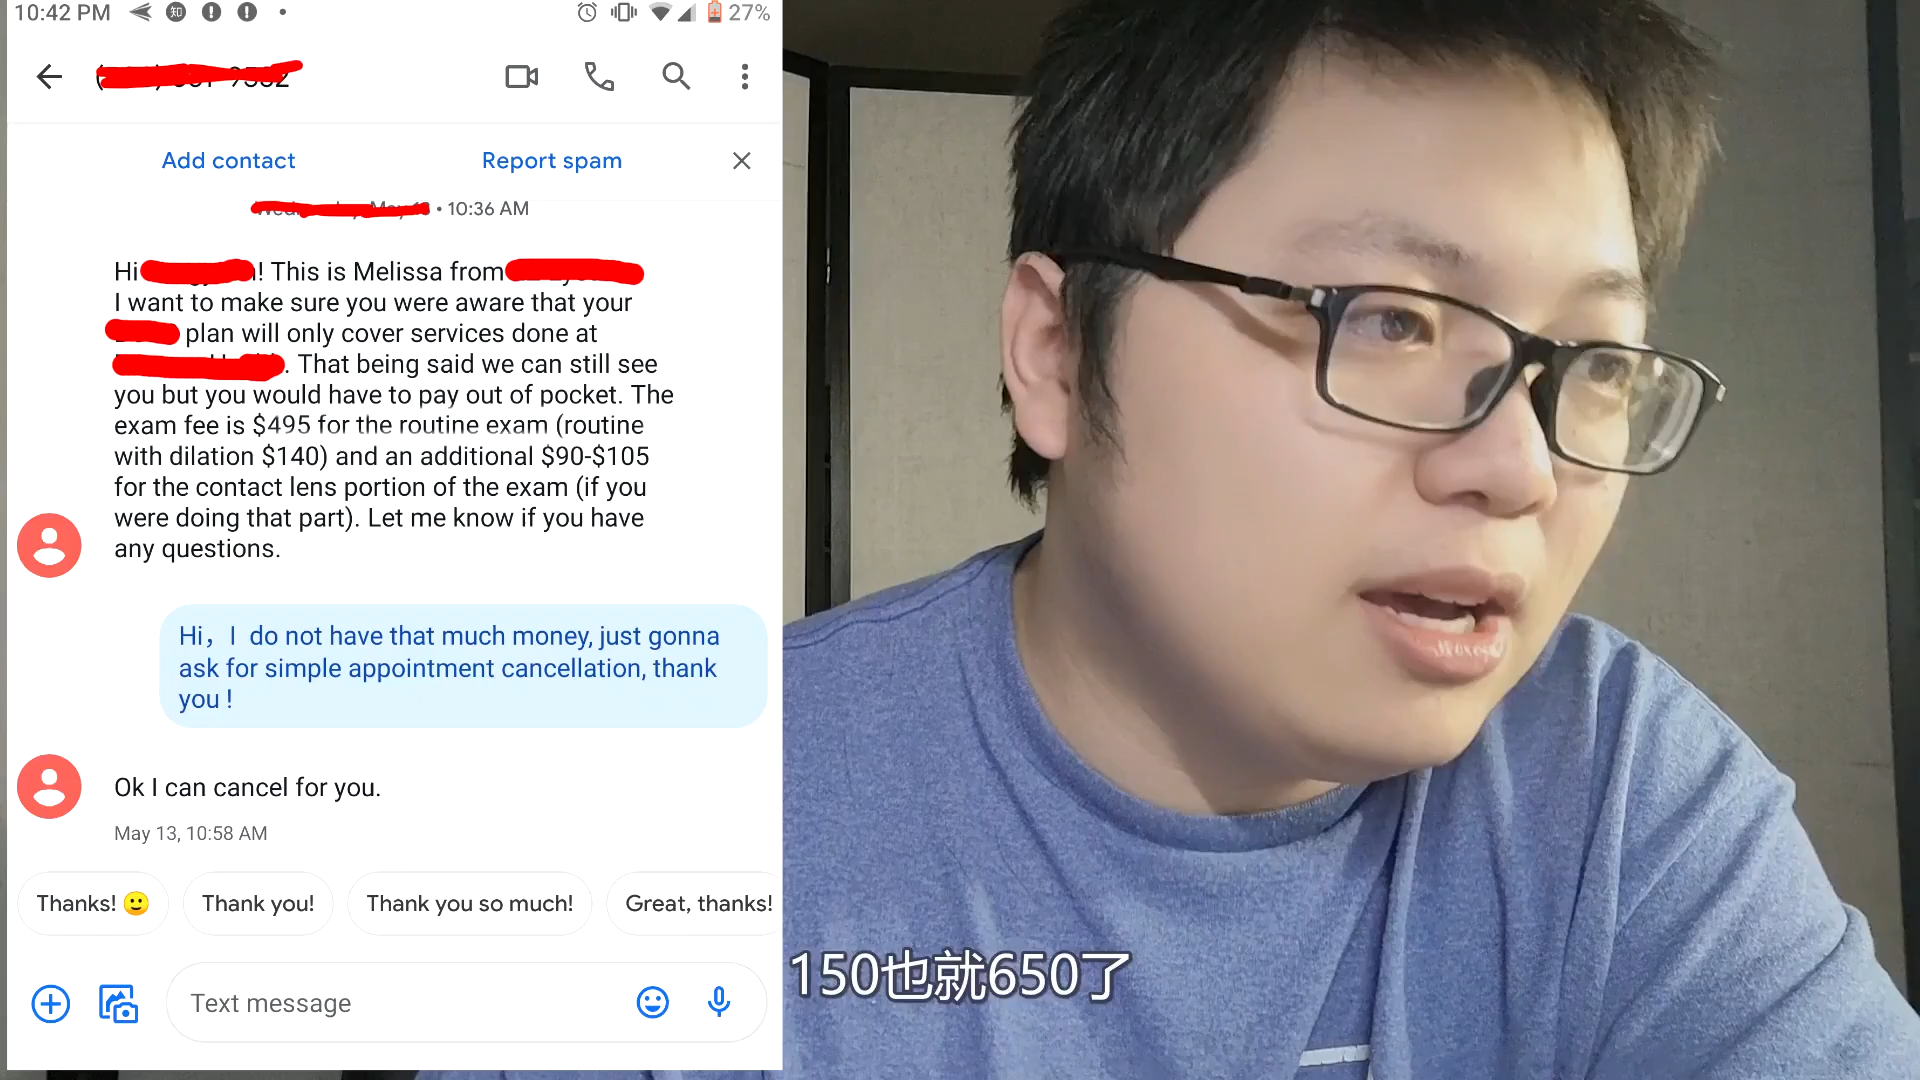 10:42 PM
知
27%
Add contact
Report spam
• 10:36 AM
Hi ! This is Melissa from
I want to make sure you were aware that your
plan will only cover services done at
. That being said we can still see
you but you would have to pay out of pocket. The
exam fee is $495 for the routine exam (routine
with dilation $140) and an additional $90-$105
for the contact lens portion of the exam (if you
were doing that part). Let me know if you have
any questions.
Hi，I do not have that much money, just gonna
ask for simple appointment cancellation, thank
you !
Ok I can cancel for you.
May 13, 10:58 AM
Thanks! 🙂
Thank you!
Thank you so much!
Great, thanks!
Text message
150也就650了